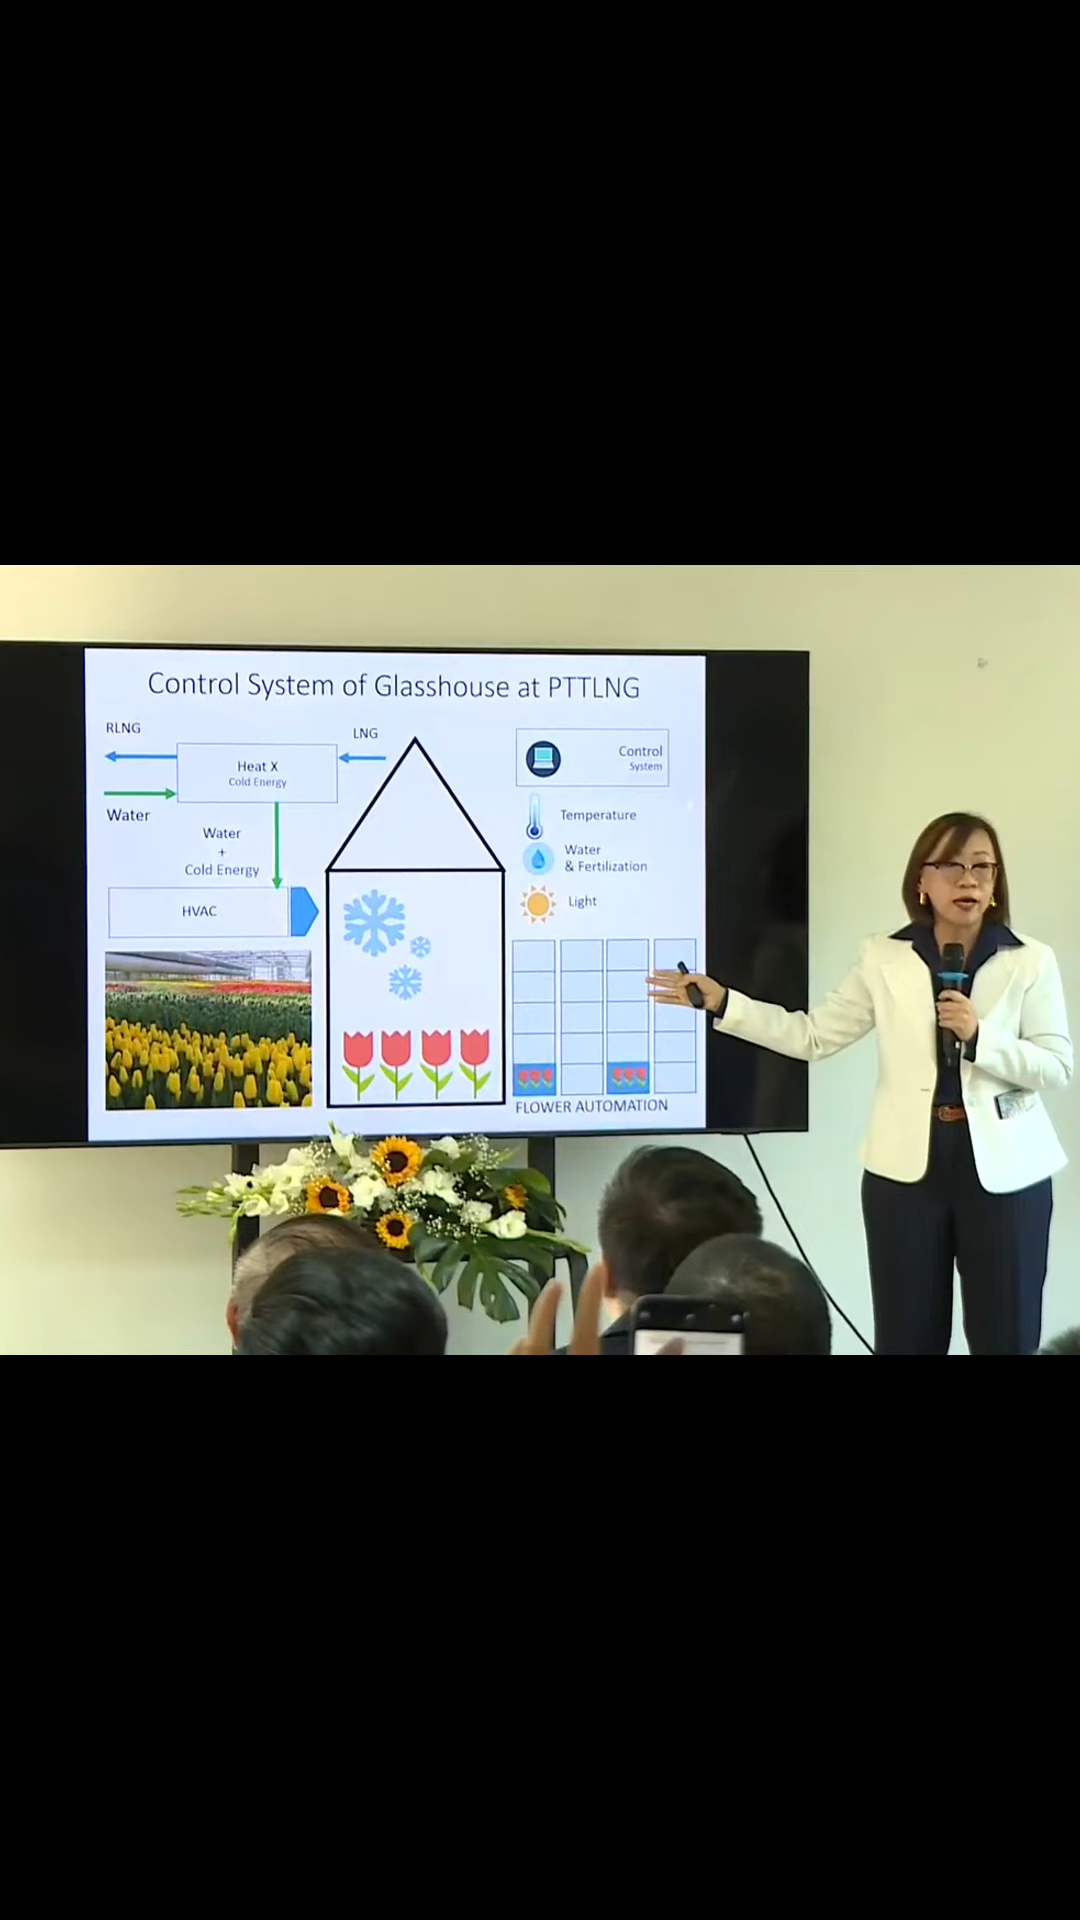 Control System of Glasshouse at PTTLNG
RLNG
LNG
Heat X
Cold Energy
Water
Water
+
Cold Energy
HVAC
Control
System
Temperature
Water
& Fertilization
Light
FLOWER AUTOMATION